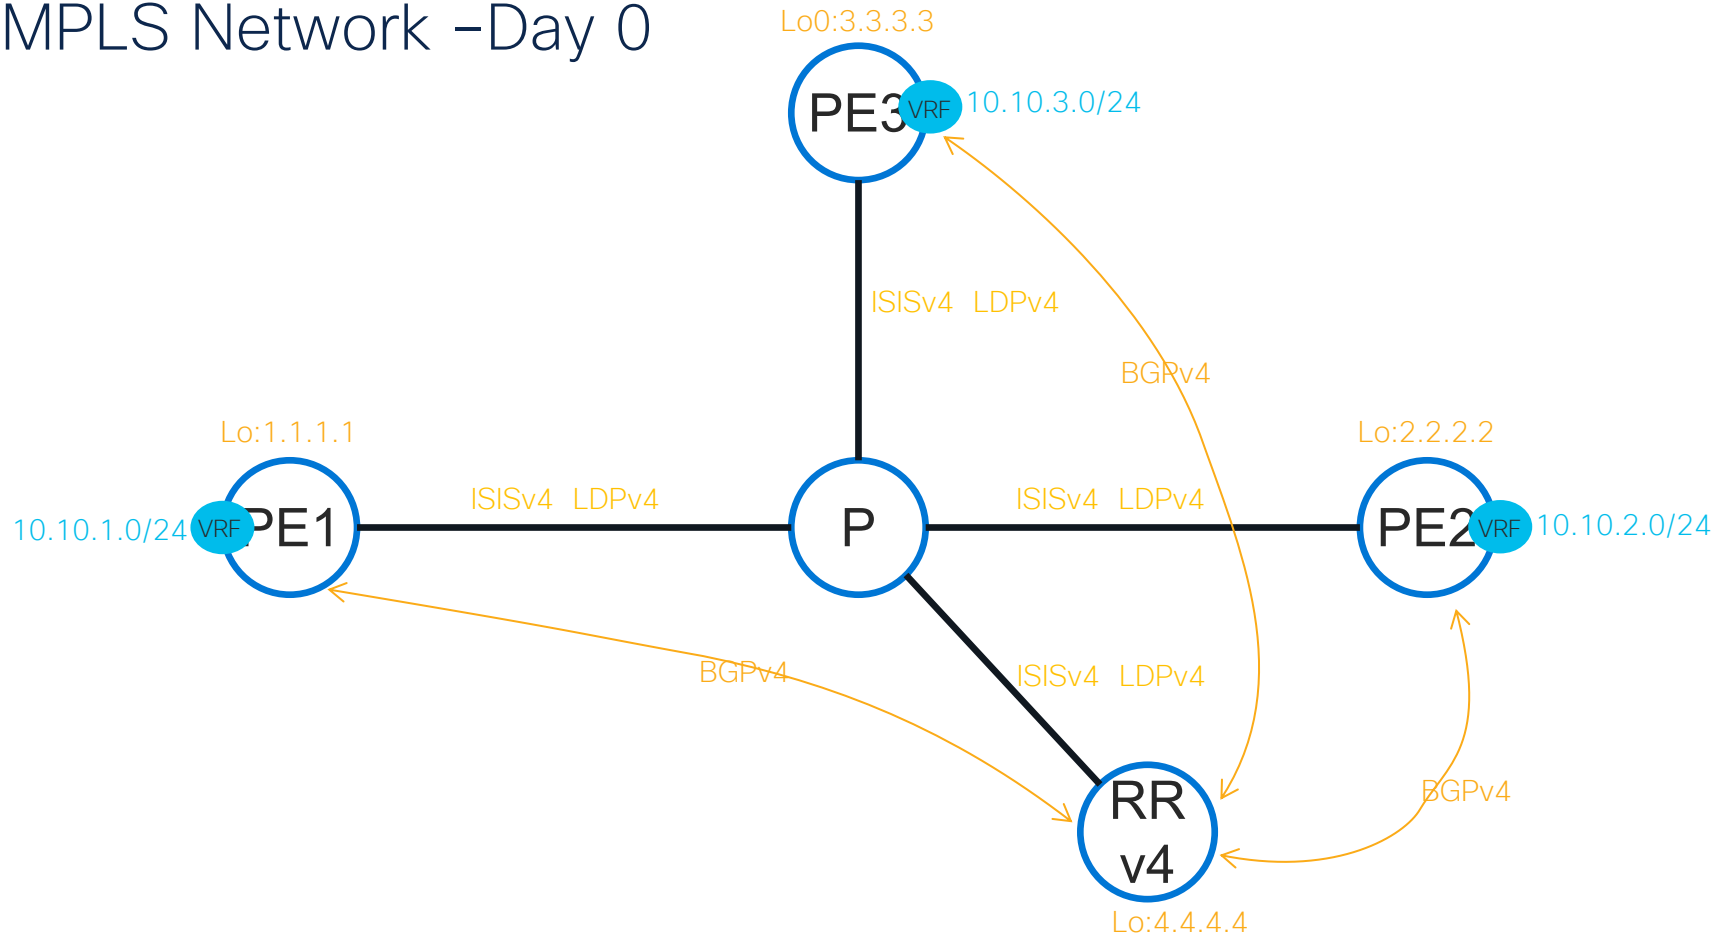 MPLS Network –Day 0
Lo0:3.3.3.3
PE3
VRF
10.10.3.0/24
ISISv4 LDPv4
BGPv4
Lo:1.1.1.1
Lo:2.2.2.2
10.10.1.0/24
VRF
PE1
ISISv4 LDPv4
P
ISISv4 LDPv4
PE2
VRF
10.10.2.0/24
BGPv4
ISISv4 LDPv4
BGPv4
RR
v4
Lo:4.4.4.4